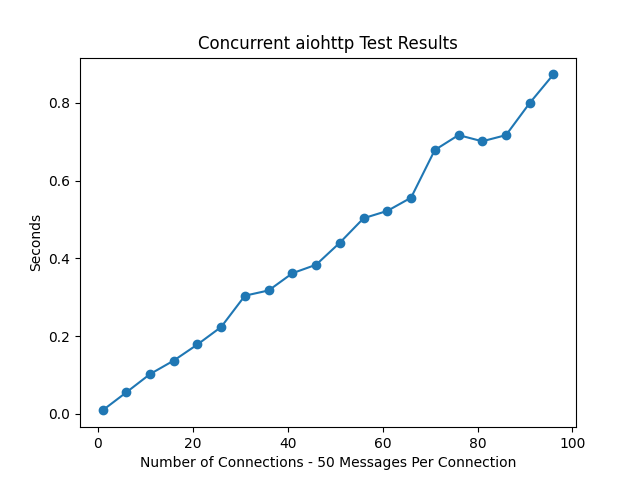 Concurrent aiohttp Test Results
0.8
0.6
0.4
0.2
0.0
Seconds
0 20 40 60 80 100
Number of Connections - 50 Messages Per Connection